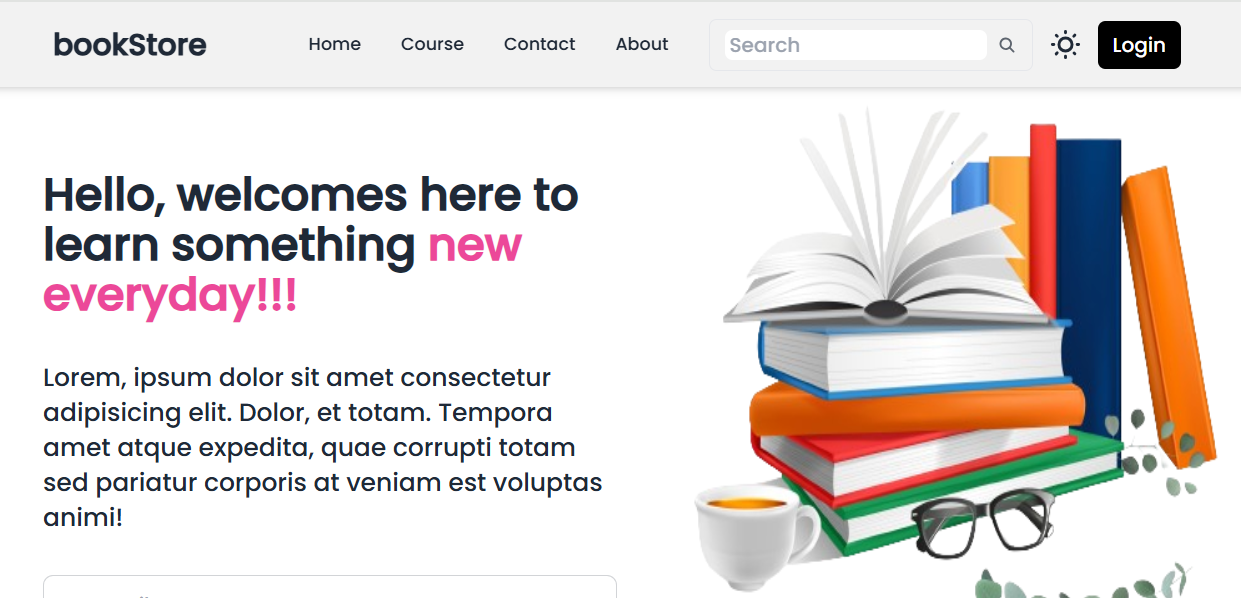 bookStore
Home
Course
Contact
About
Search
Login
Hello, welcomes here to
learn something new
everyday!!!
Lorem, ipsum dolor sit amet consectetur
adipisicing elit. Dolor, et totam. Tempora
amet atque expedita, quae corrupti totam
sed pariatur corporis at veniam est voluptas
animi!